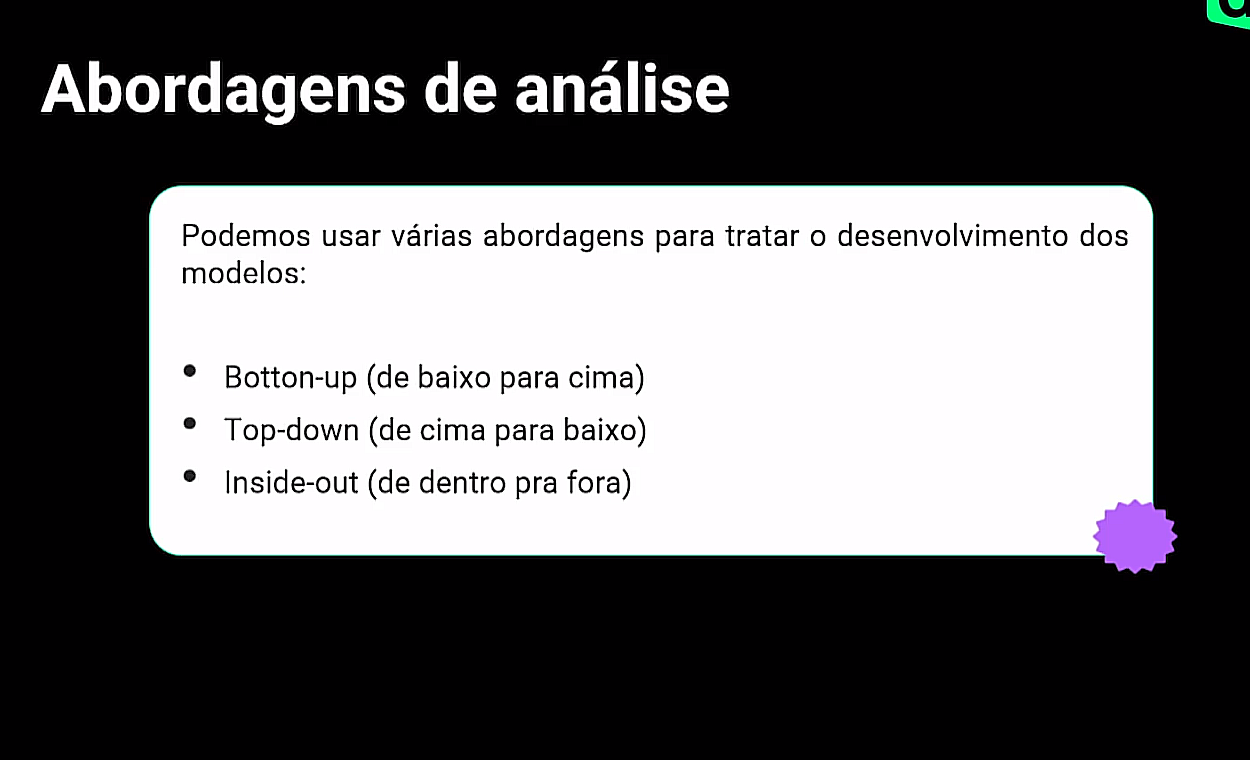 Abordagens de análise
Podemos usar várias abordagens para tratar o desenvolvimento dos
modelos:
• Botton-up (de baixo para cima)
• Top-down (de cima para baixo)
• Inside-out (de dentro pra fora)